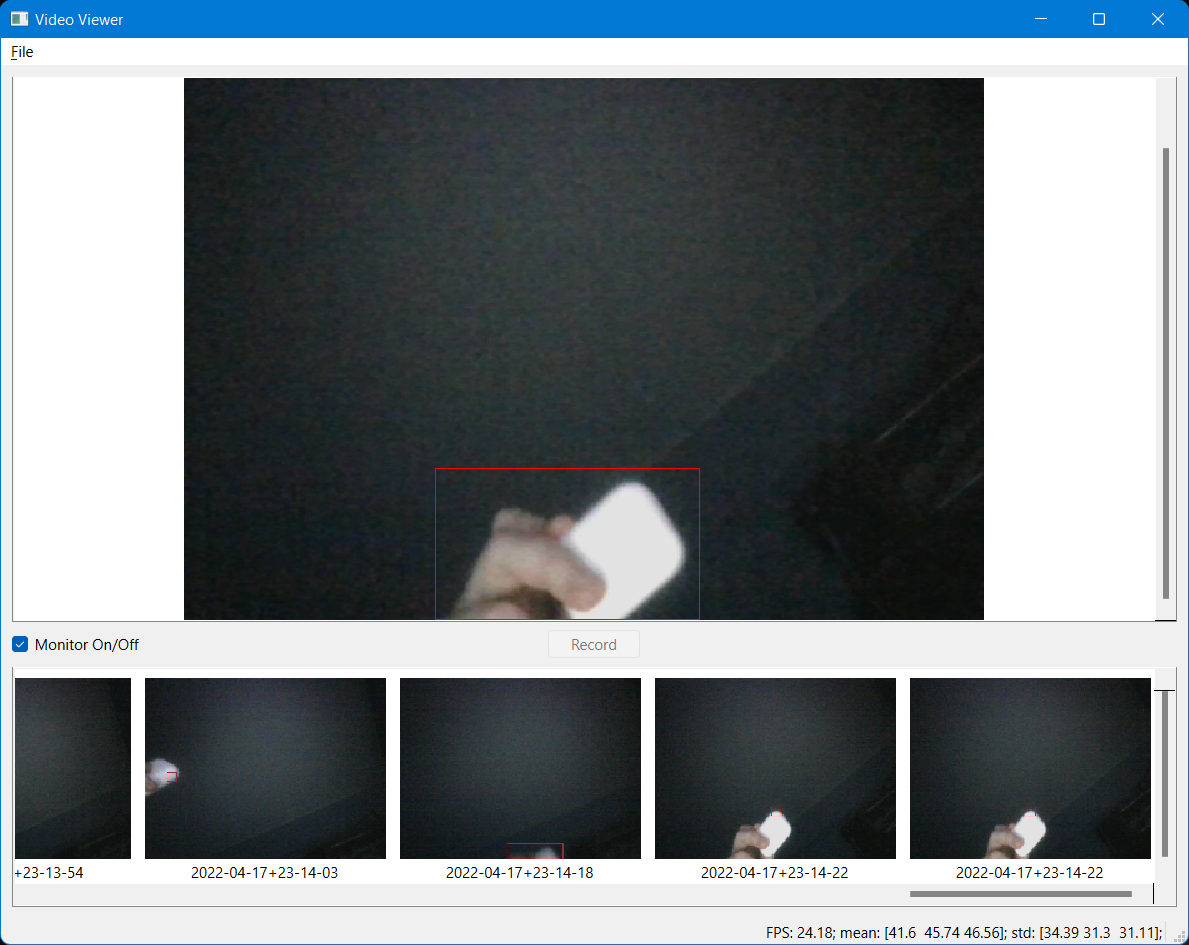 Video Viewer
File
Monitor On/Off
Record
+23-13-54
2022-04-17+23-14-03
2022-04-17+23-14-18
2022-04-17+23-14-22
2022-04-17+23-14-22
FPS: 24.18; mean: [41.6  45.74 46.56]; std: [34.39 31.3  31.11];